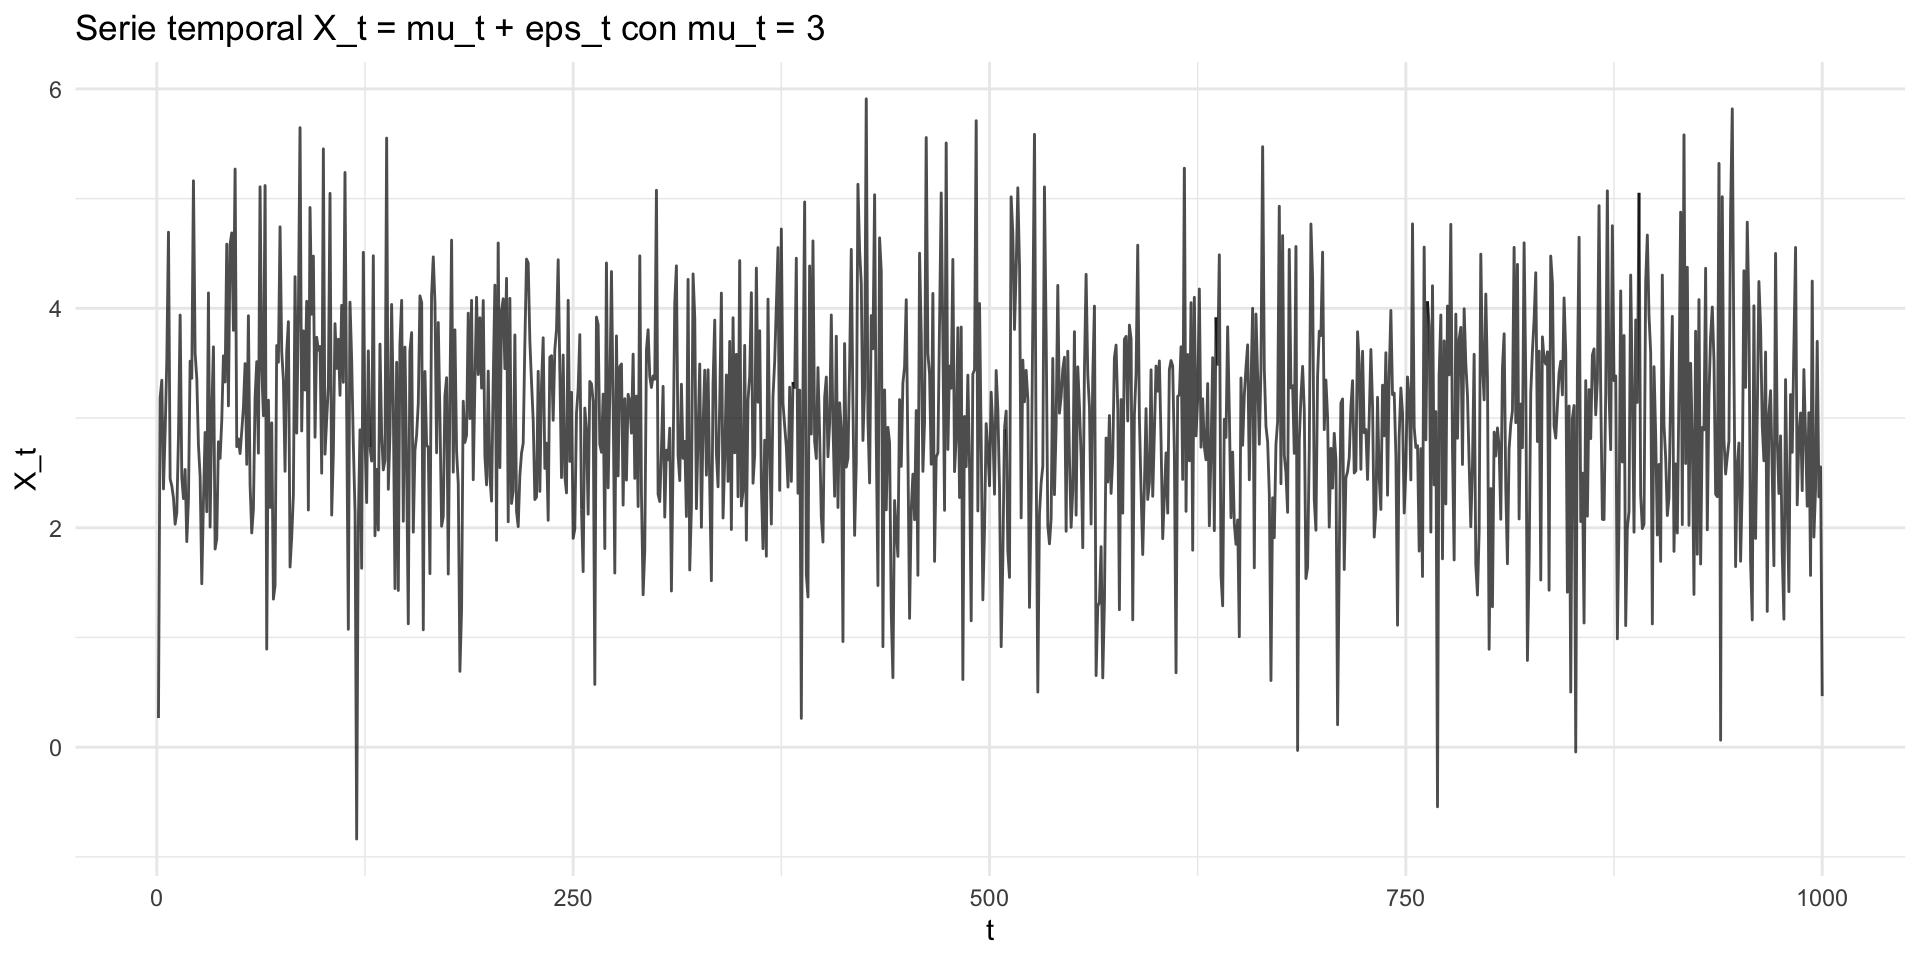 Serie temporal X_t = mu_t + eps_t con mu_t = 3
6
4
2
0
X_t
0 250 500 750 1000
t